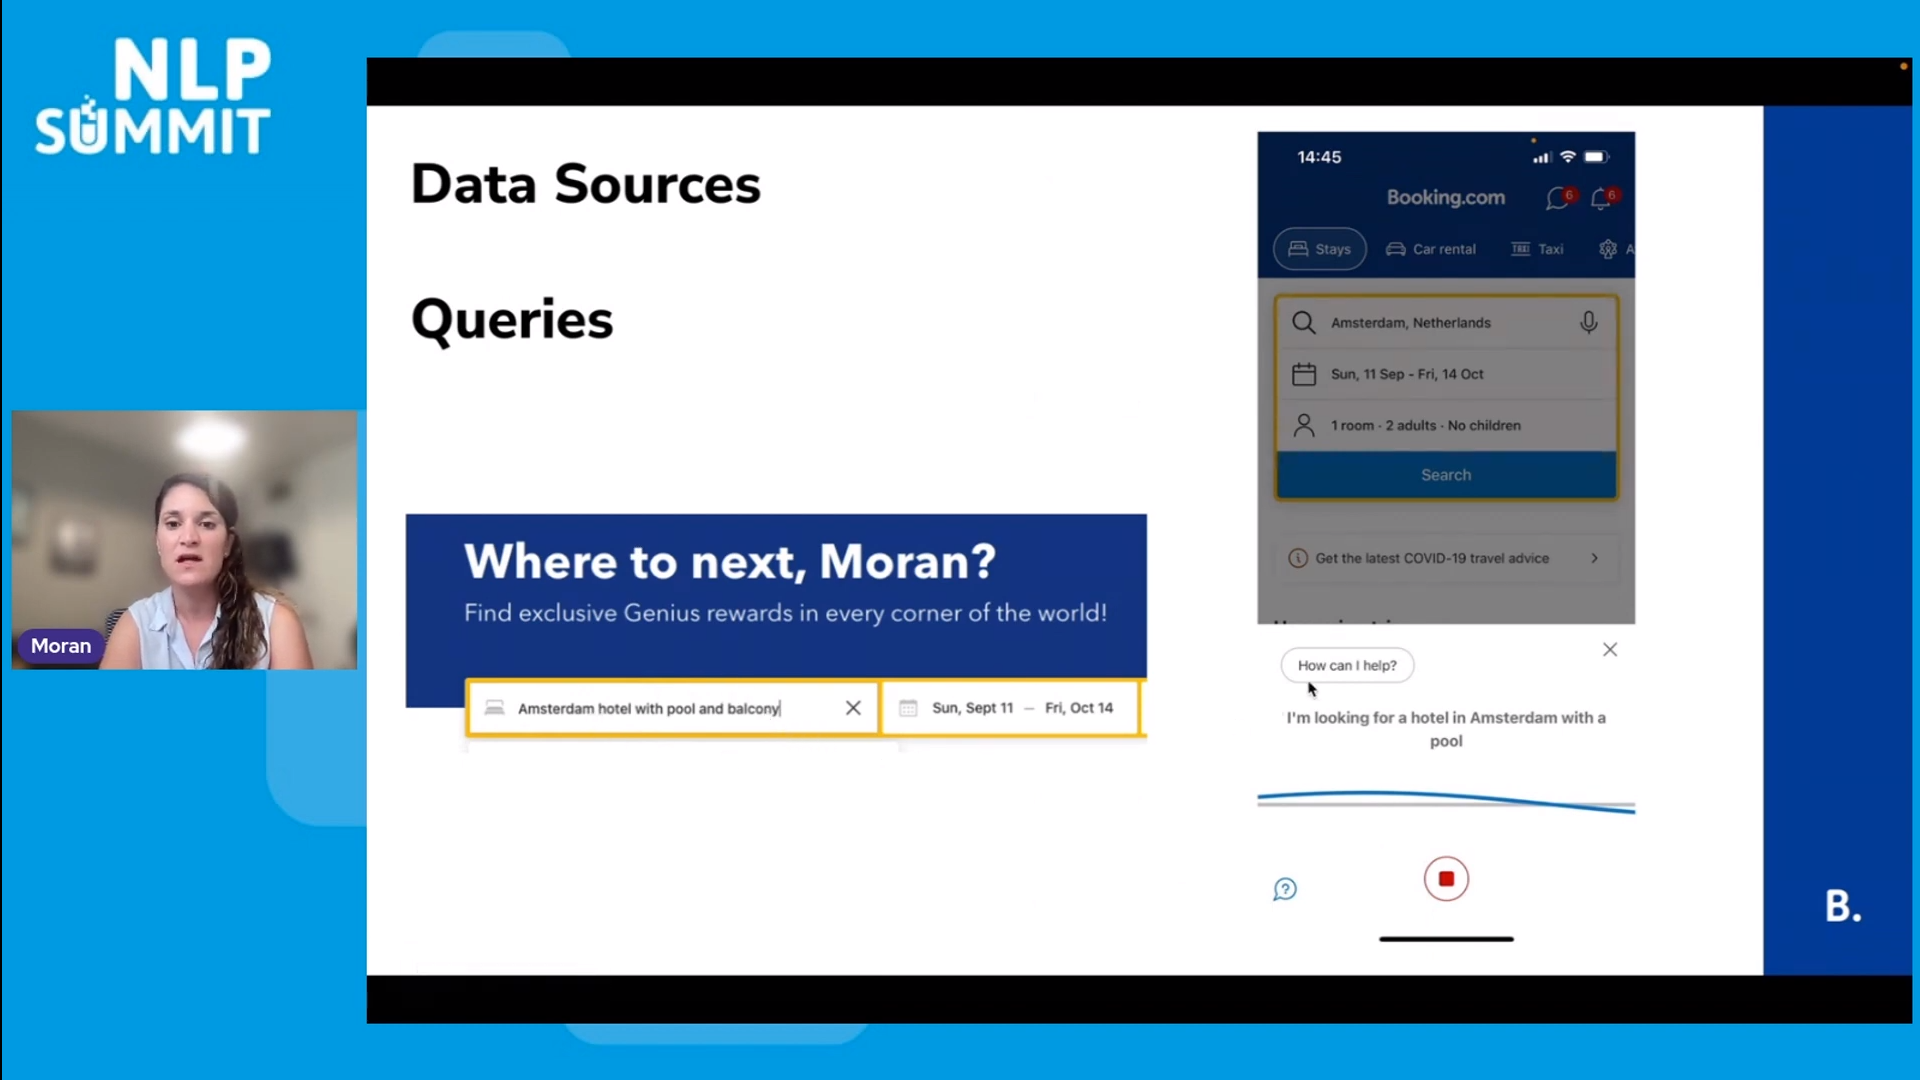 NLP
SUMMIT
Moran
Data Sources
Queries
Where to next, Moran?
Find exclusive Genius rewards in every corner of the world!
Amsterdam hotel with pool and balcony
Sun, Sept 11 — Fri, Oct 14
14:45
Booking.com
6
6
Stays
Car rental
TAXI
Taxi
A
Amsterdam, Netherlands
Sun, 11 Sep - Fri, 14 Oct
1 room · 2 adults · No children
Search
Get the latest COVID-19 travel advice
How can I help?
I'm looking for a hotel in Amsterdam with a
pool
B.